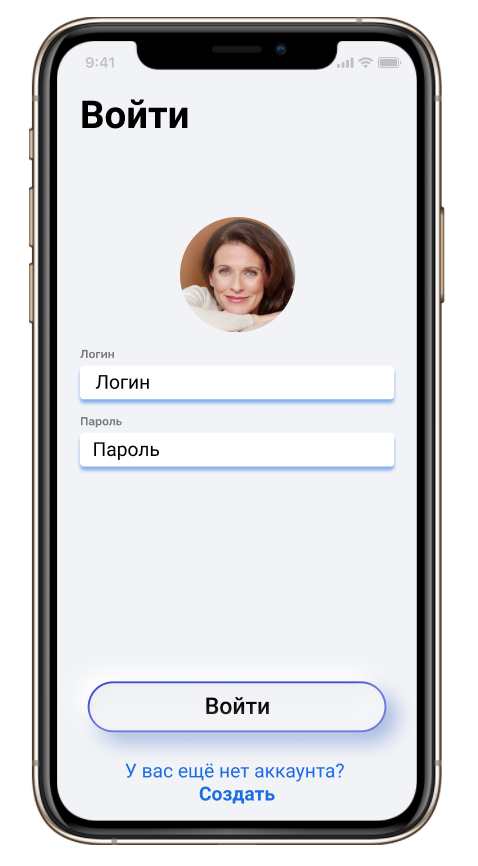 9:41
Войти
Логин
Логин
Пароль
Пароль
Войти
У вас ещё нет аккаунта?
Создать